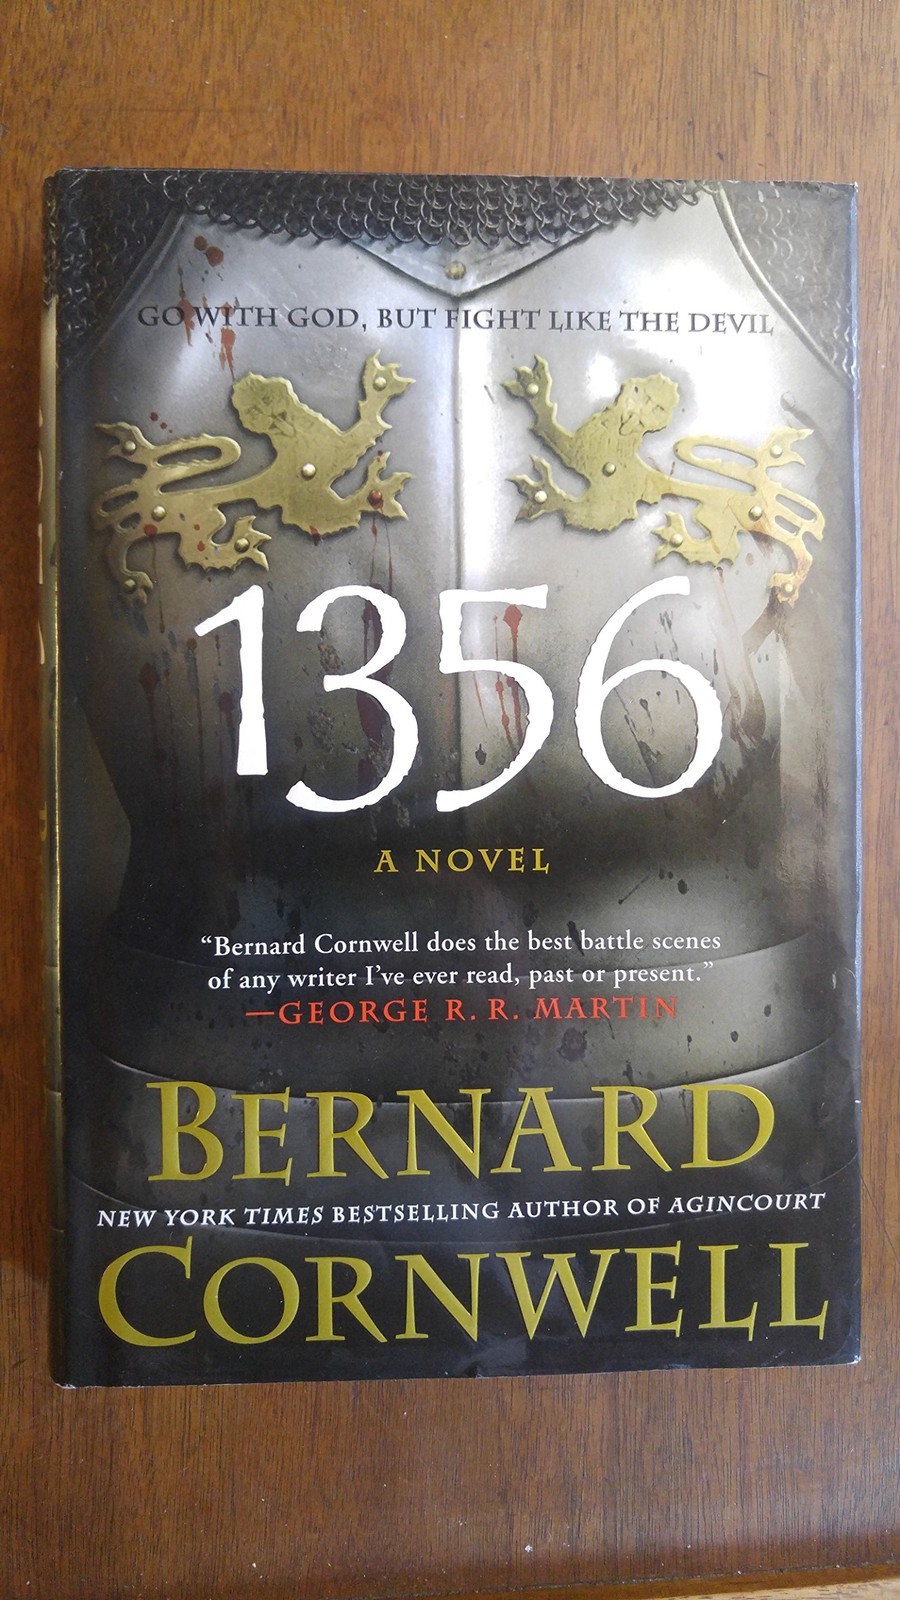 GO WITH GOD, BUT FIGHT LIKE THE DEVIL
1356
A NOVEL
“Bernard Cornwell does the best battle scenes
of any writer I’ve ever read, past or present.”
—GEORGE R. R. MARTIN
BERNARD
NEW YORK TIMES BESTSELLING AUTHOR OF AGINCOURT
CORNWELL